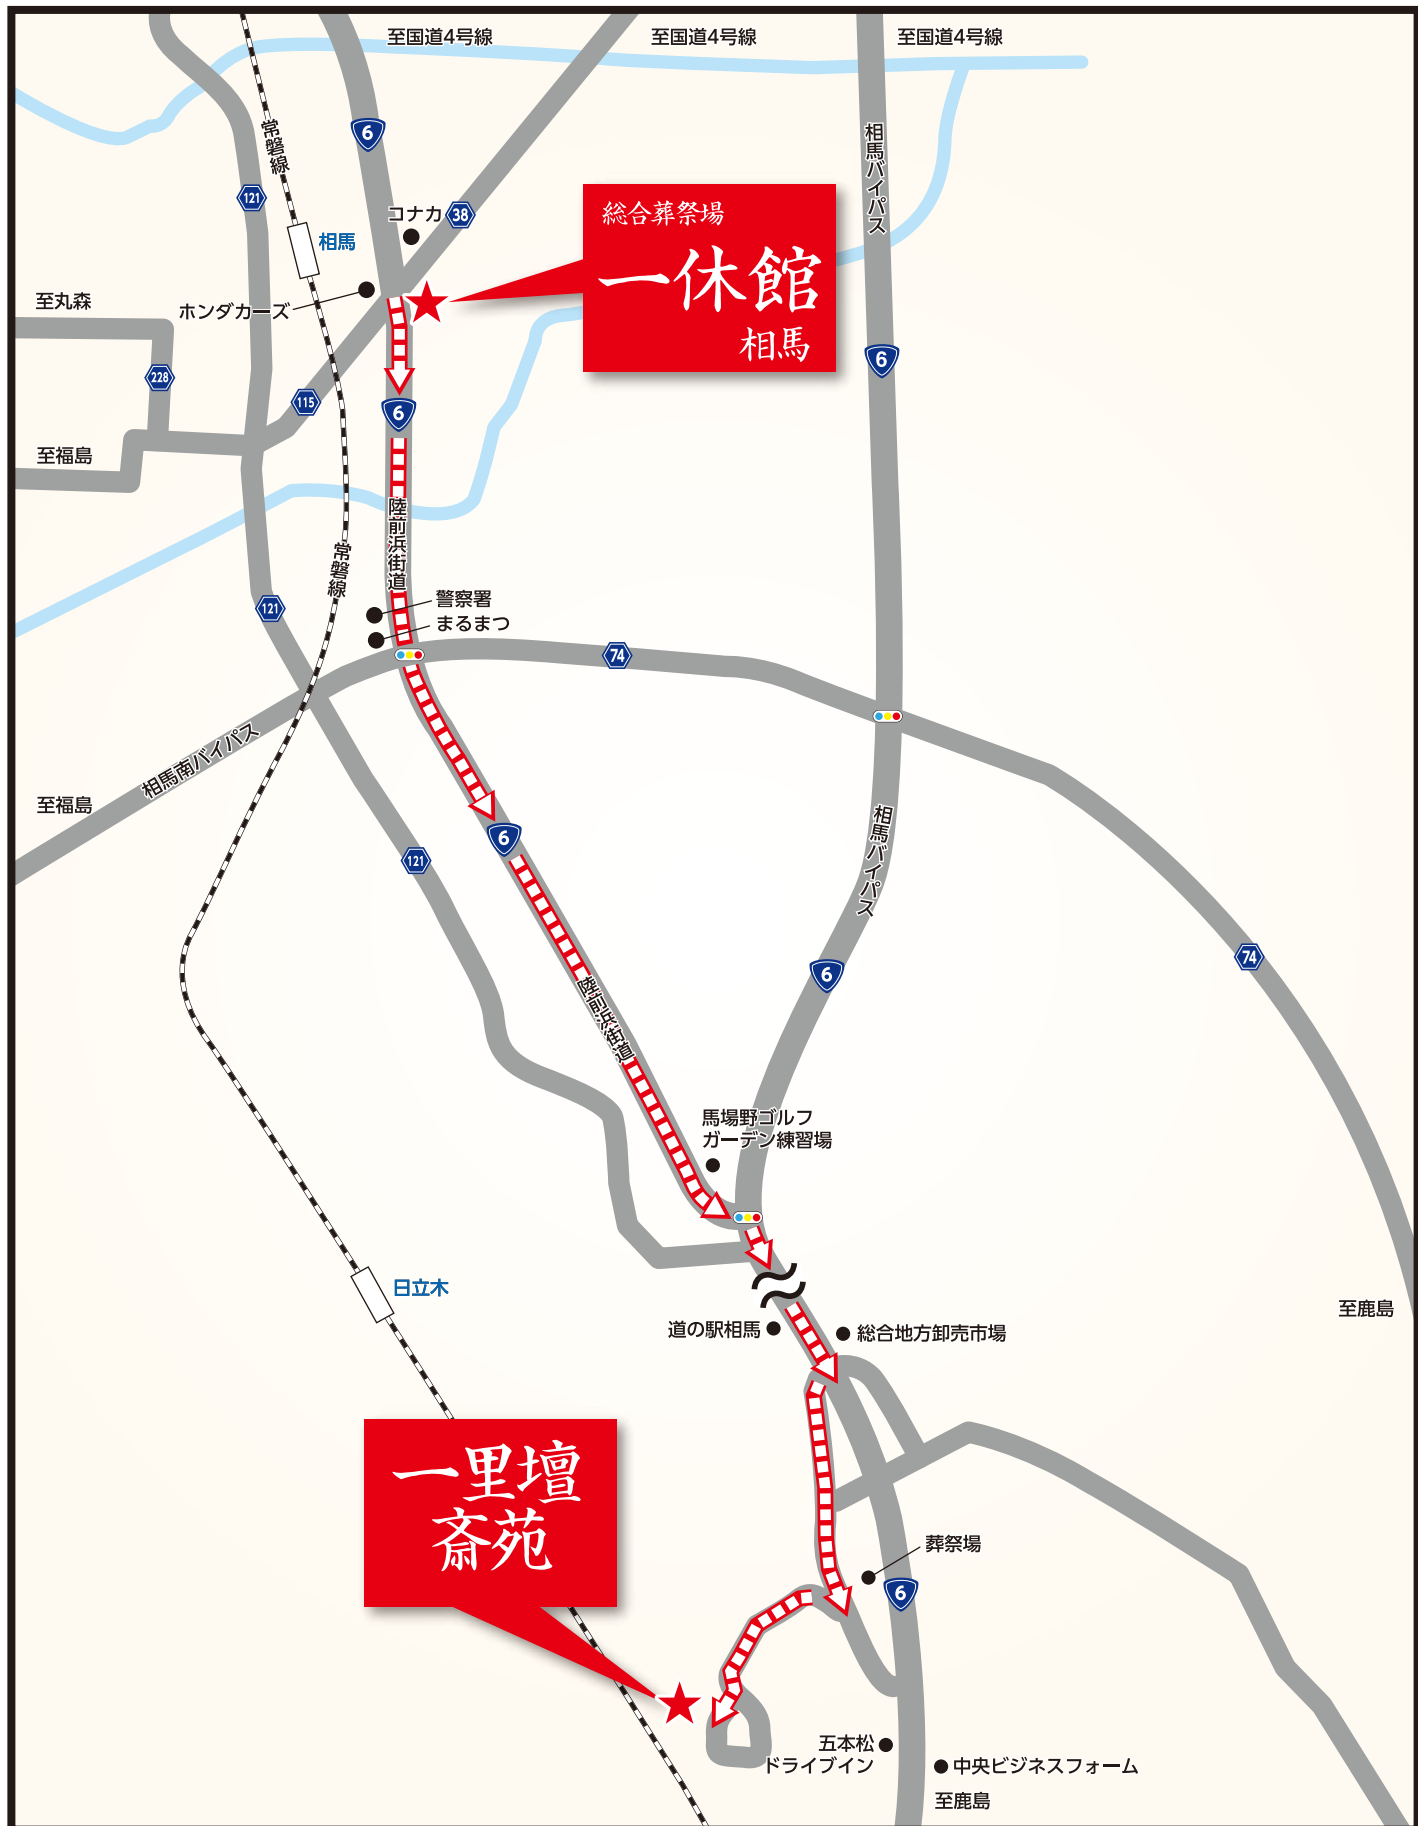 至国道4号線
至国道4号線
至国道4号線
常磐線
6
相馬バイパス
121
コナカ
38
総合葬祭場
一休館
相馬
相馬
ホンダカーズ
至丸森
6
228
115
6
至福島
陸前浜街道
常磐線
警察署
まるまつ
121
74
相馬南バイパス
至福島
6
121
相馬バイパス
74
6
陸前浜街道
馬場野ゴルフ
ガーデン練習場
日立木
至鹿島
道の駅相馬
総合地方卸売市場
一里壇
斎苑
葬祭場
6
五本松
ドライブイン
中央ビジネスフォーム
至鹿島